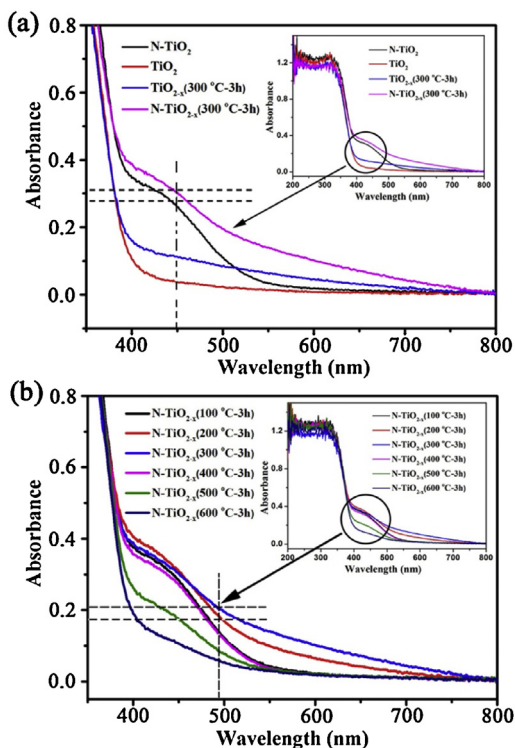 (a)
0.8
0.6
0.4
0.2
0.0
Absorbance
400
500
600
700
800
Wavelength (nm)
N-TiO₂
TiO₂
TiO₂₋ₓ(300 °C-3h)
N-TiO₂₋ₓ(300 °C-3h)
1.2
0.8
0.4
0.0
Absorbance
200
300
400
500
600
700
800
Wavelength (nm)
N-TiO₂
TiO₂
TiO₂₋ₓ(300 °C-3h)
N-TiO₂₋ₓ(300 °C-3h)
(b)
0.8
0.6
0.4
0.2
0.0
Absorbance
400
500
600
700
800
Wavelength (nm)
N-TiO₂₋ₓ(100 °C-3h)
N-TiO₂₋ₓ(200 °C-3h)
N-TiO₂₋ₓ(300 °C-3h)
N-TiO₂₋ₓ(400 °C-3h)
N-TiO₂₋ₓ(500 °C-3h)
N-TiO₂₋ₓ(600 °C-3h)
1.2
0.8
0.4
0.0
Absorbance
200
300
400
500
600
700
800
Wavelength (nm)
N-TiO₂₋ₓ(100 °C-3h)
N-TiO₂₋ₓ(200 °C-3h)
N-TiO₂₋ₓ(300 °C-3h)
N-TiO₂₋ₓ(400 °C-3h)
N-TiO₂₋ₓ(500 °C-3h)
N-TiO₂₋ₓ(600 °C-3h)